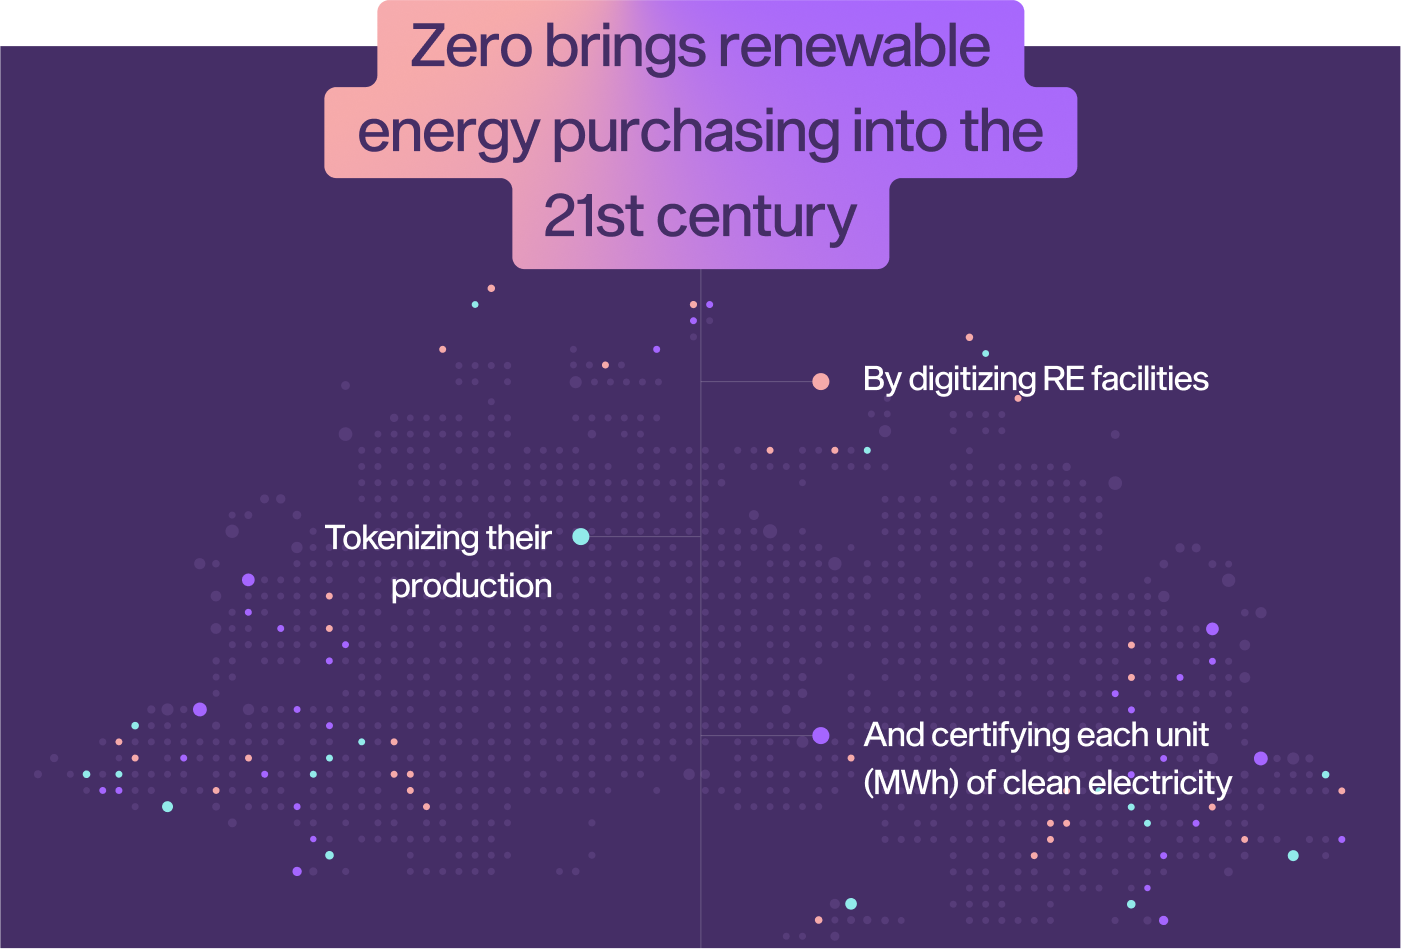 Zero brings renewable
energy purchasing into the
21st century
By digitizing RE facilities
Tokenizing their
production
And certifying each unit
(MWh) of clean electricity